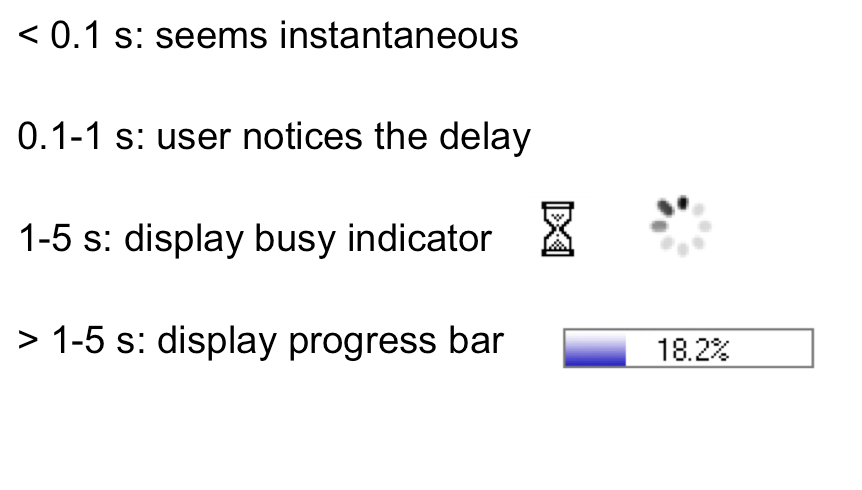 < 0.1 s: seems instantaneous
0.1-1 s: user notices the delay
1-5 s: display busy indicator
> 1-5 s: display progress bar
18.2%